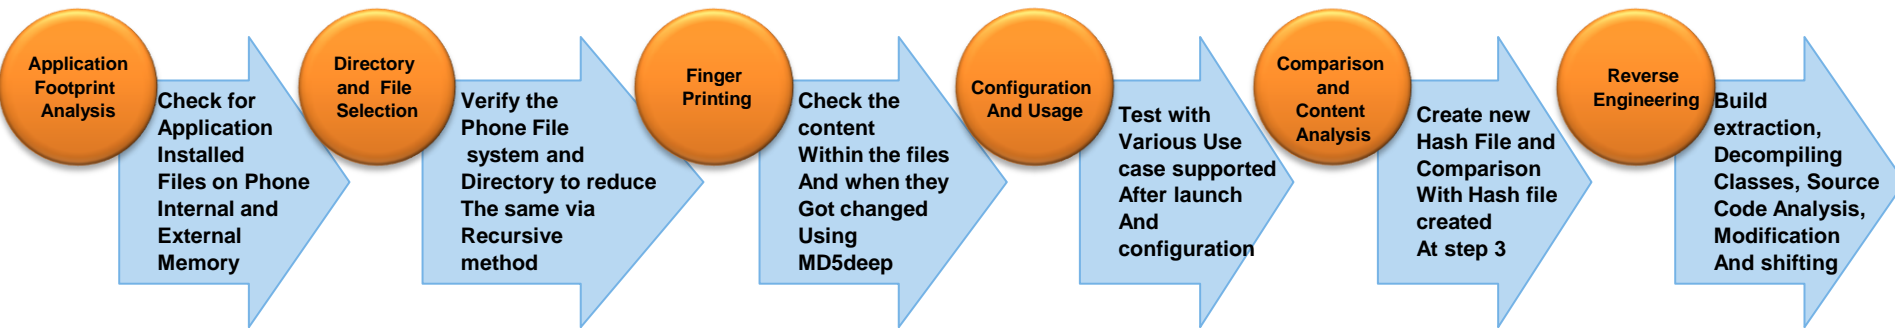 Application
Footprint
Analysis
Check for
Application
Installed
Files on Phone
Internal and
External
Memory
Directory
and File
Selection
Verify the
Phone File
system and
Directory to reduce
The same via
Recursive
method
Finger
Printing
Check the
content
Within the files
And when they
Got changed
Using
MD5deep
Configuration
And Usage
Test with
Various Use
case supported
After launch
And
configuration
Comparison
and
Content
Analysis
Create new
Hash File and
Comparison
With Hash file
created
At step 3
Reverse
Engineering
Build
extraction,
Decompiling
Classes, Source
Code Analysis,
Modification
And shifting